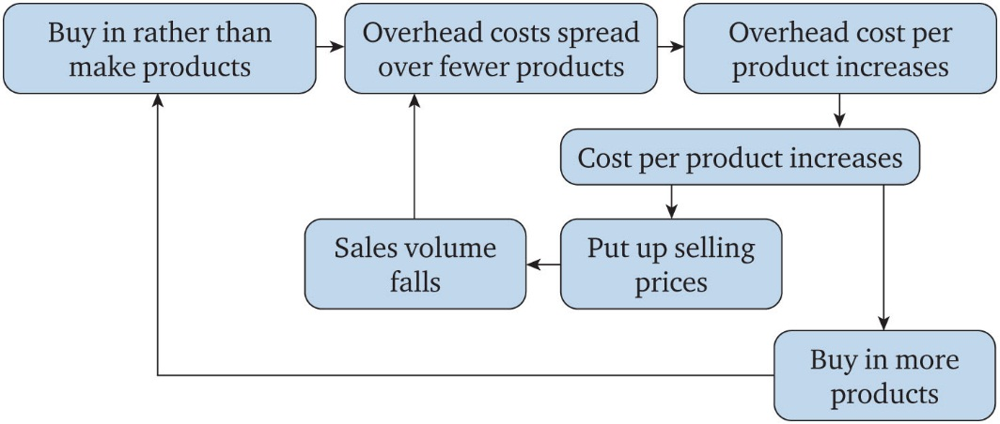 Buy in rather than
make products
Overhead costs spread
over fewer products
Overhead cost per
product increases
Cost per product increases
Put up selling
prices
Sales volume
falls
Buy in more
products